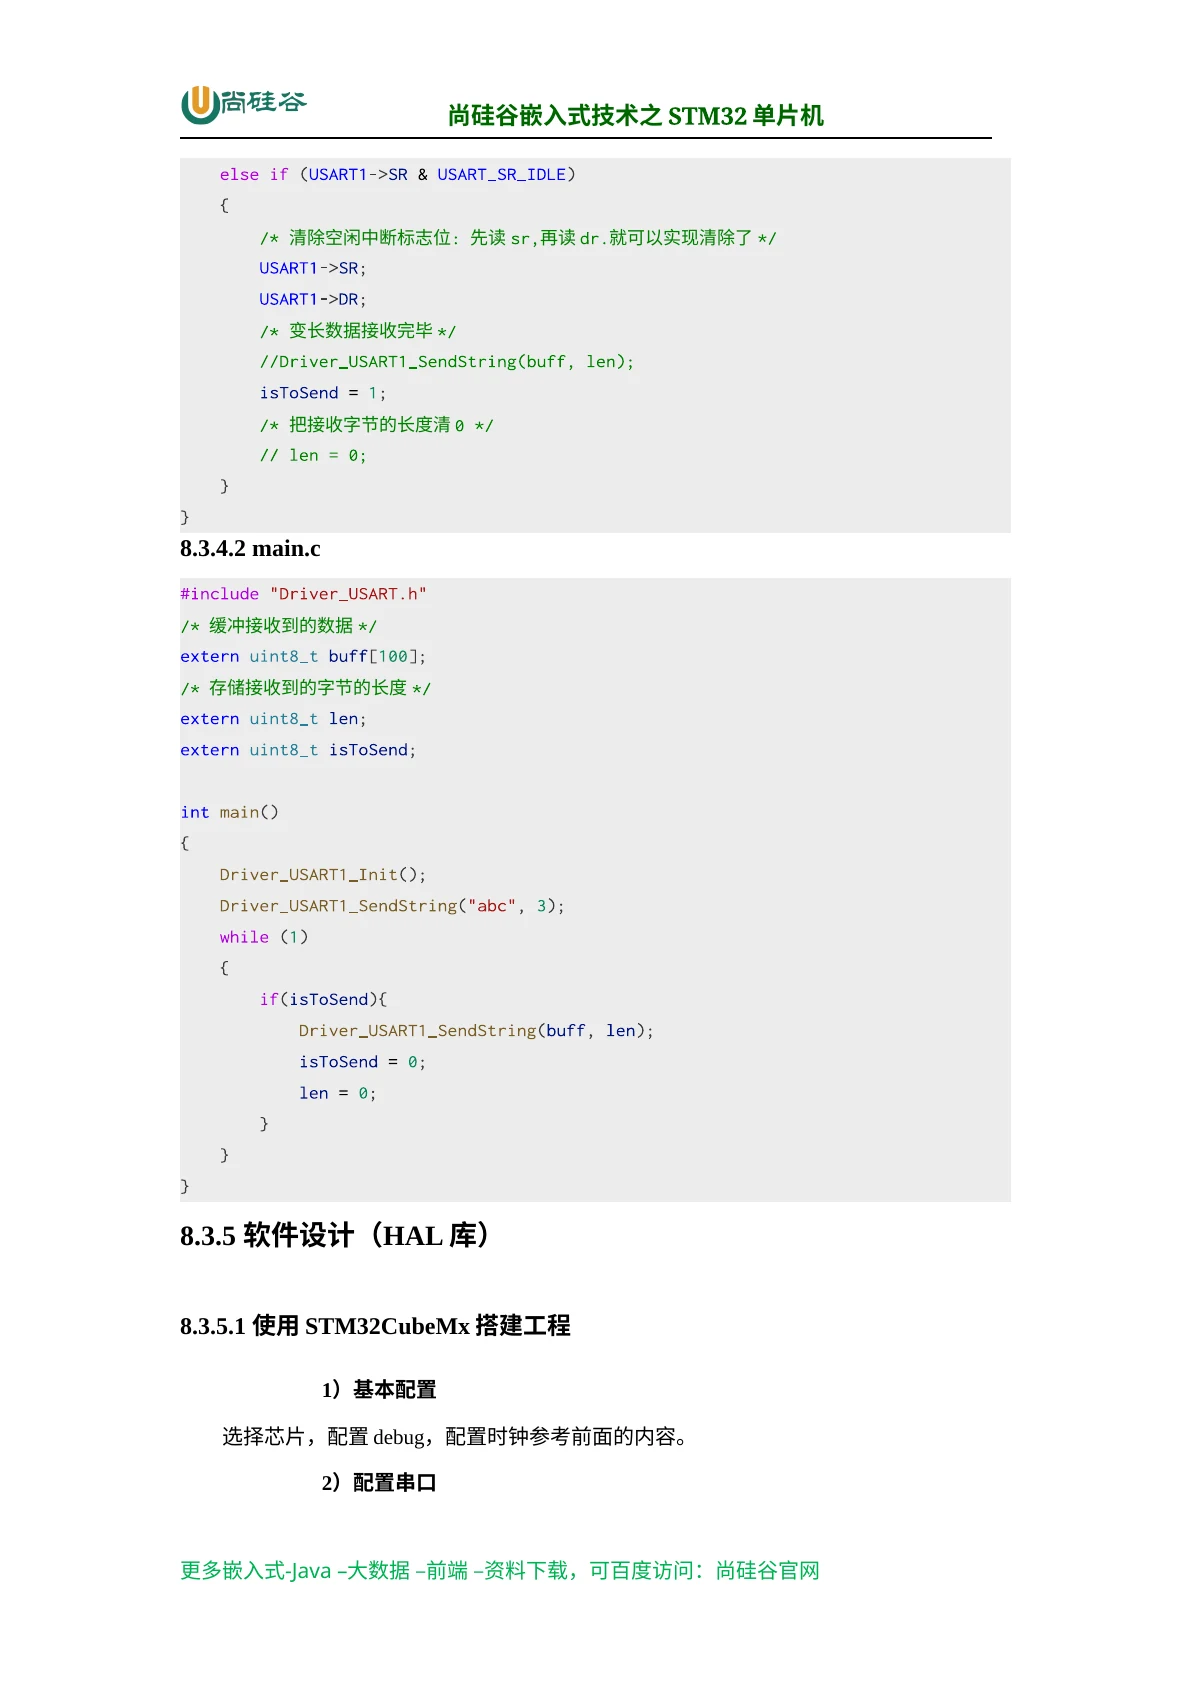 尚硅谷
尚硅谷嵌入式技术之 STM32 单片机
else if (USART1->SR & USART_SR_IDLE)
{
/* 清除空闲中断标志位: 先读 sr,再读 dr.就可以实现清除了 */
USART1->SR;
USART1->DR;
/* 变长数据接收完毕 */
//Driver_USART1_SendString(buff, len);
isToSend = 1;
/* 把接收字节的长度清 0 */
// len = 0;
}
}
8.3.4.2 main.c
#include "Driver_USART.h"
/* 缓冲接收到的数据 */
extern uint8_t buff[100];
/* 存储接收到的字节的长度 */
extern uint8_t len;
extern uint8_t isToSend;
int main()
{
Driver_USART1_Init();
Driver_USART1_SendString("abc", 3);
while (1)
{
if(isToSend){
Driver_USART1_SendString(buff, len);
isToSend = 0;
len = 0;
}
}
}
8.3.5 软件设计（HAL 库）
8.3.5.1 使用 STM32CubeMx 搭建工程
1）基本配置
选择芯片，配置 debug，配置时钟参考前面的内容。
2）配置串口
更多嵌入式-Java –大数据 –前端 –资料下载，可百度访问：尚硅谷官网